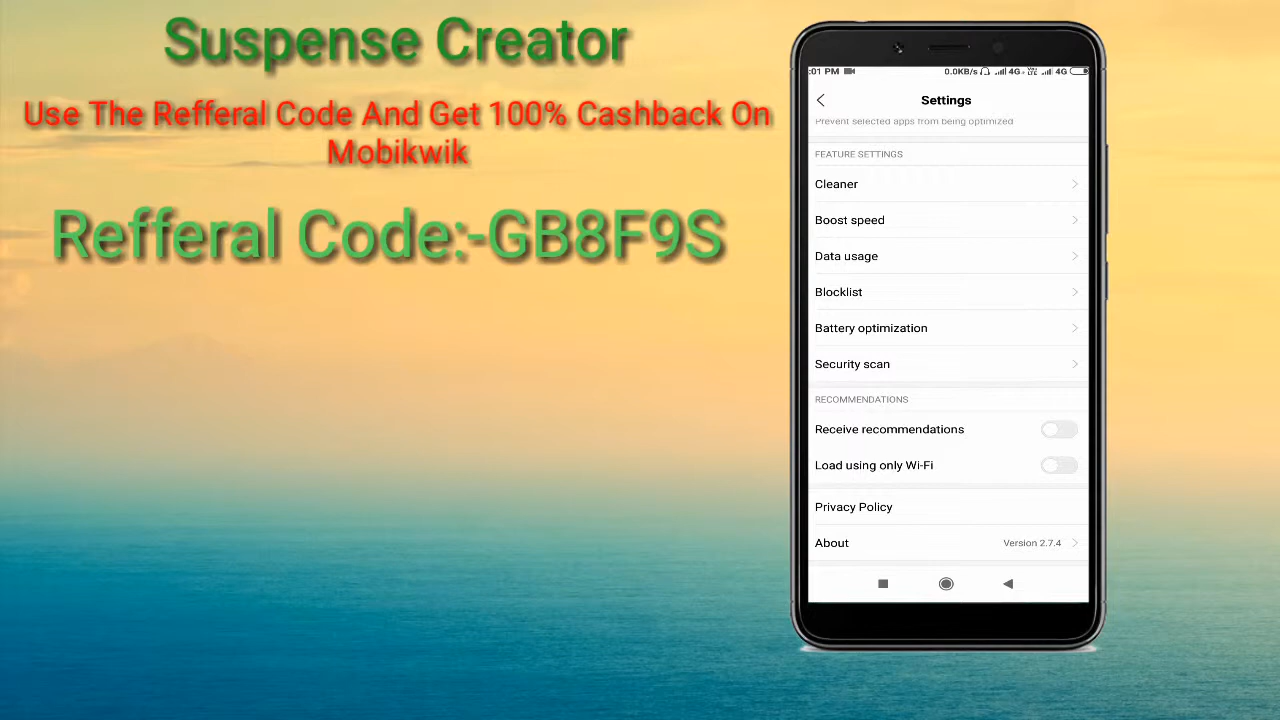 Suspense Creator
Use The Refferal Code And Get 100% Cashback On
Mobikwik
Refferal Code:-GB8F9S
:01 PM 0.0KB/s 4G+ VoLTE 4G
Settings
Prevent selected apps from being optimized
FEATURE SETTINGS
Cleaner
Boost speed
Data usage
Blocklist
Battery optimization
Security scan
RECOMMENDATIONS
Receive recommendations
Load using only Wi-Fi
Privacy Policy
About Version 2.7.4